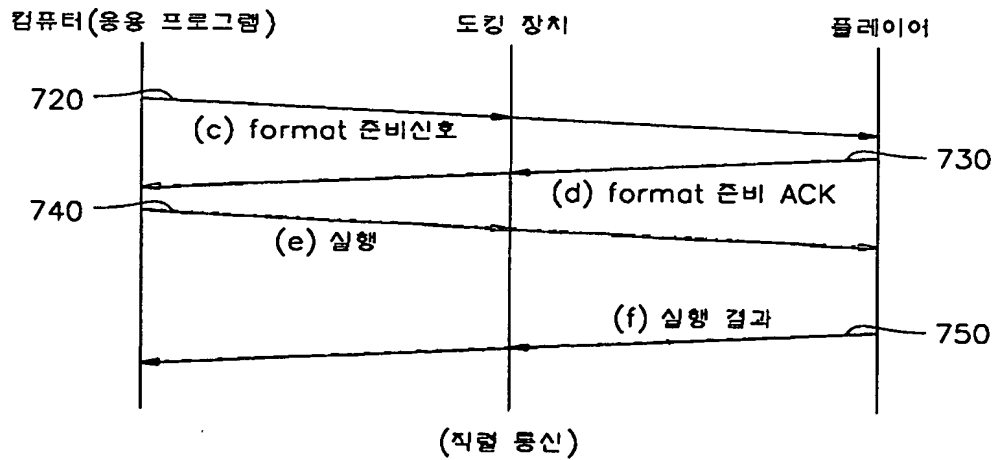 컴퓨터(응용 프로그램)
도킹 장치
플레이어
720
(c) format 준비신호
730
(d) format 준비 ACK
740
(e) 실행
(f) 실행 결과
750
(직렬 통신)